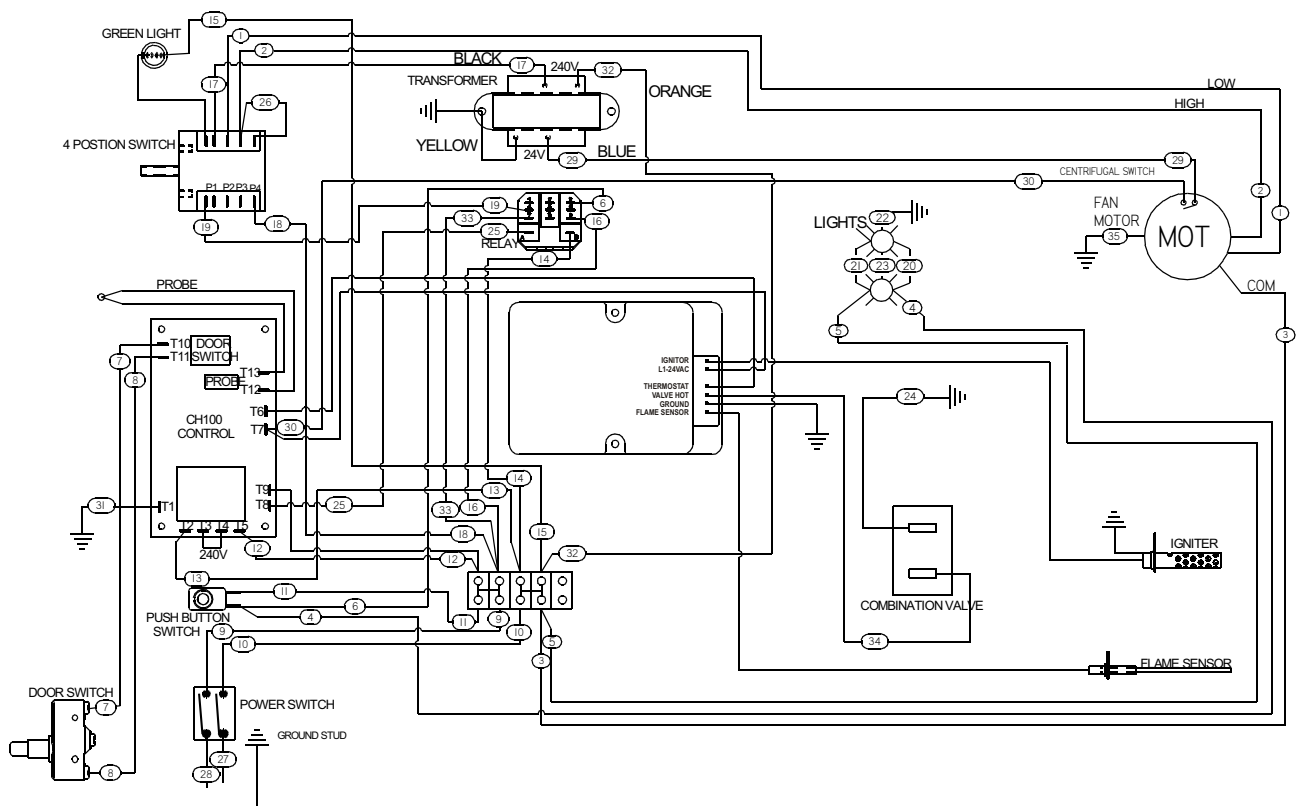 15
1
GREEN LIGHT
2
BLACK
17
240V
32
TRANSFORMER
17
ORANGE
LOW
26
HIGH
4 POSTION SWITCH
YELLOW
24V
BLUE
29
29
CENTRIFUGAL SWITCH
30
P1 P2 P3 P4
2
19
6
FAN
MOTOR
33
16
LIGHTS
22
1
19
18
25
RELAY
A
B
35
MOT
14
21
23
20
PROBE
COM
4
5
3
T10
DOOR
SWITCH
T11
7
8
T13
PROBE
T12
IGNITOR
L1-24VAC
THERMOSTAT
VALVE HOT
GROUND
FLAME SENSOR
24
T6
CH100
CONTROL
30
T7
T9
14
13
31
T1
T8
25
33
16
T2 T3 T4 T5
240V
12
18
15
32
12
IGNITER
13
11
6
COMBINATION VALVE
PUSH BUTTON
SWITCH
4
11
9
9
10
10
5
34
3
FLAME SENSOR
DOOR SWITCH
7
POWER SWITCH
GROUND STUD
27
8
28